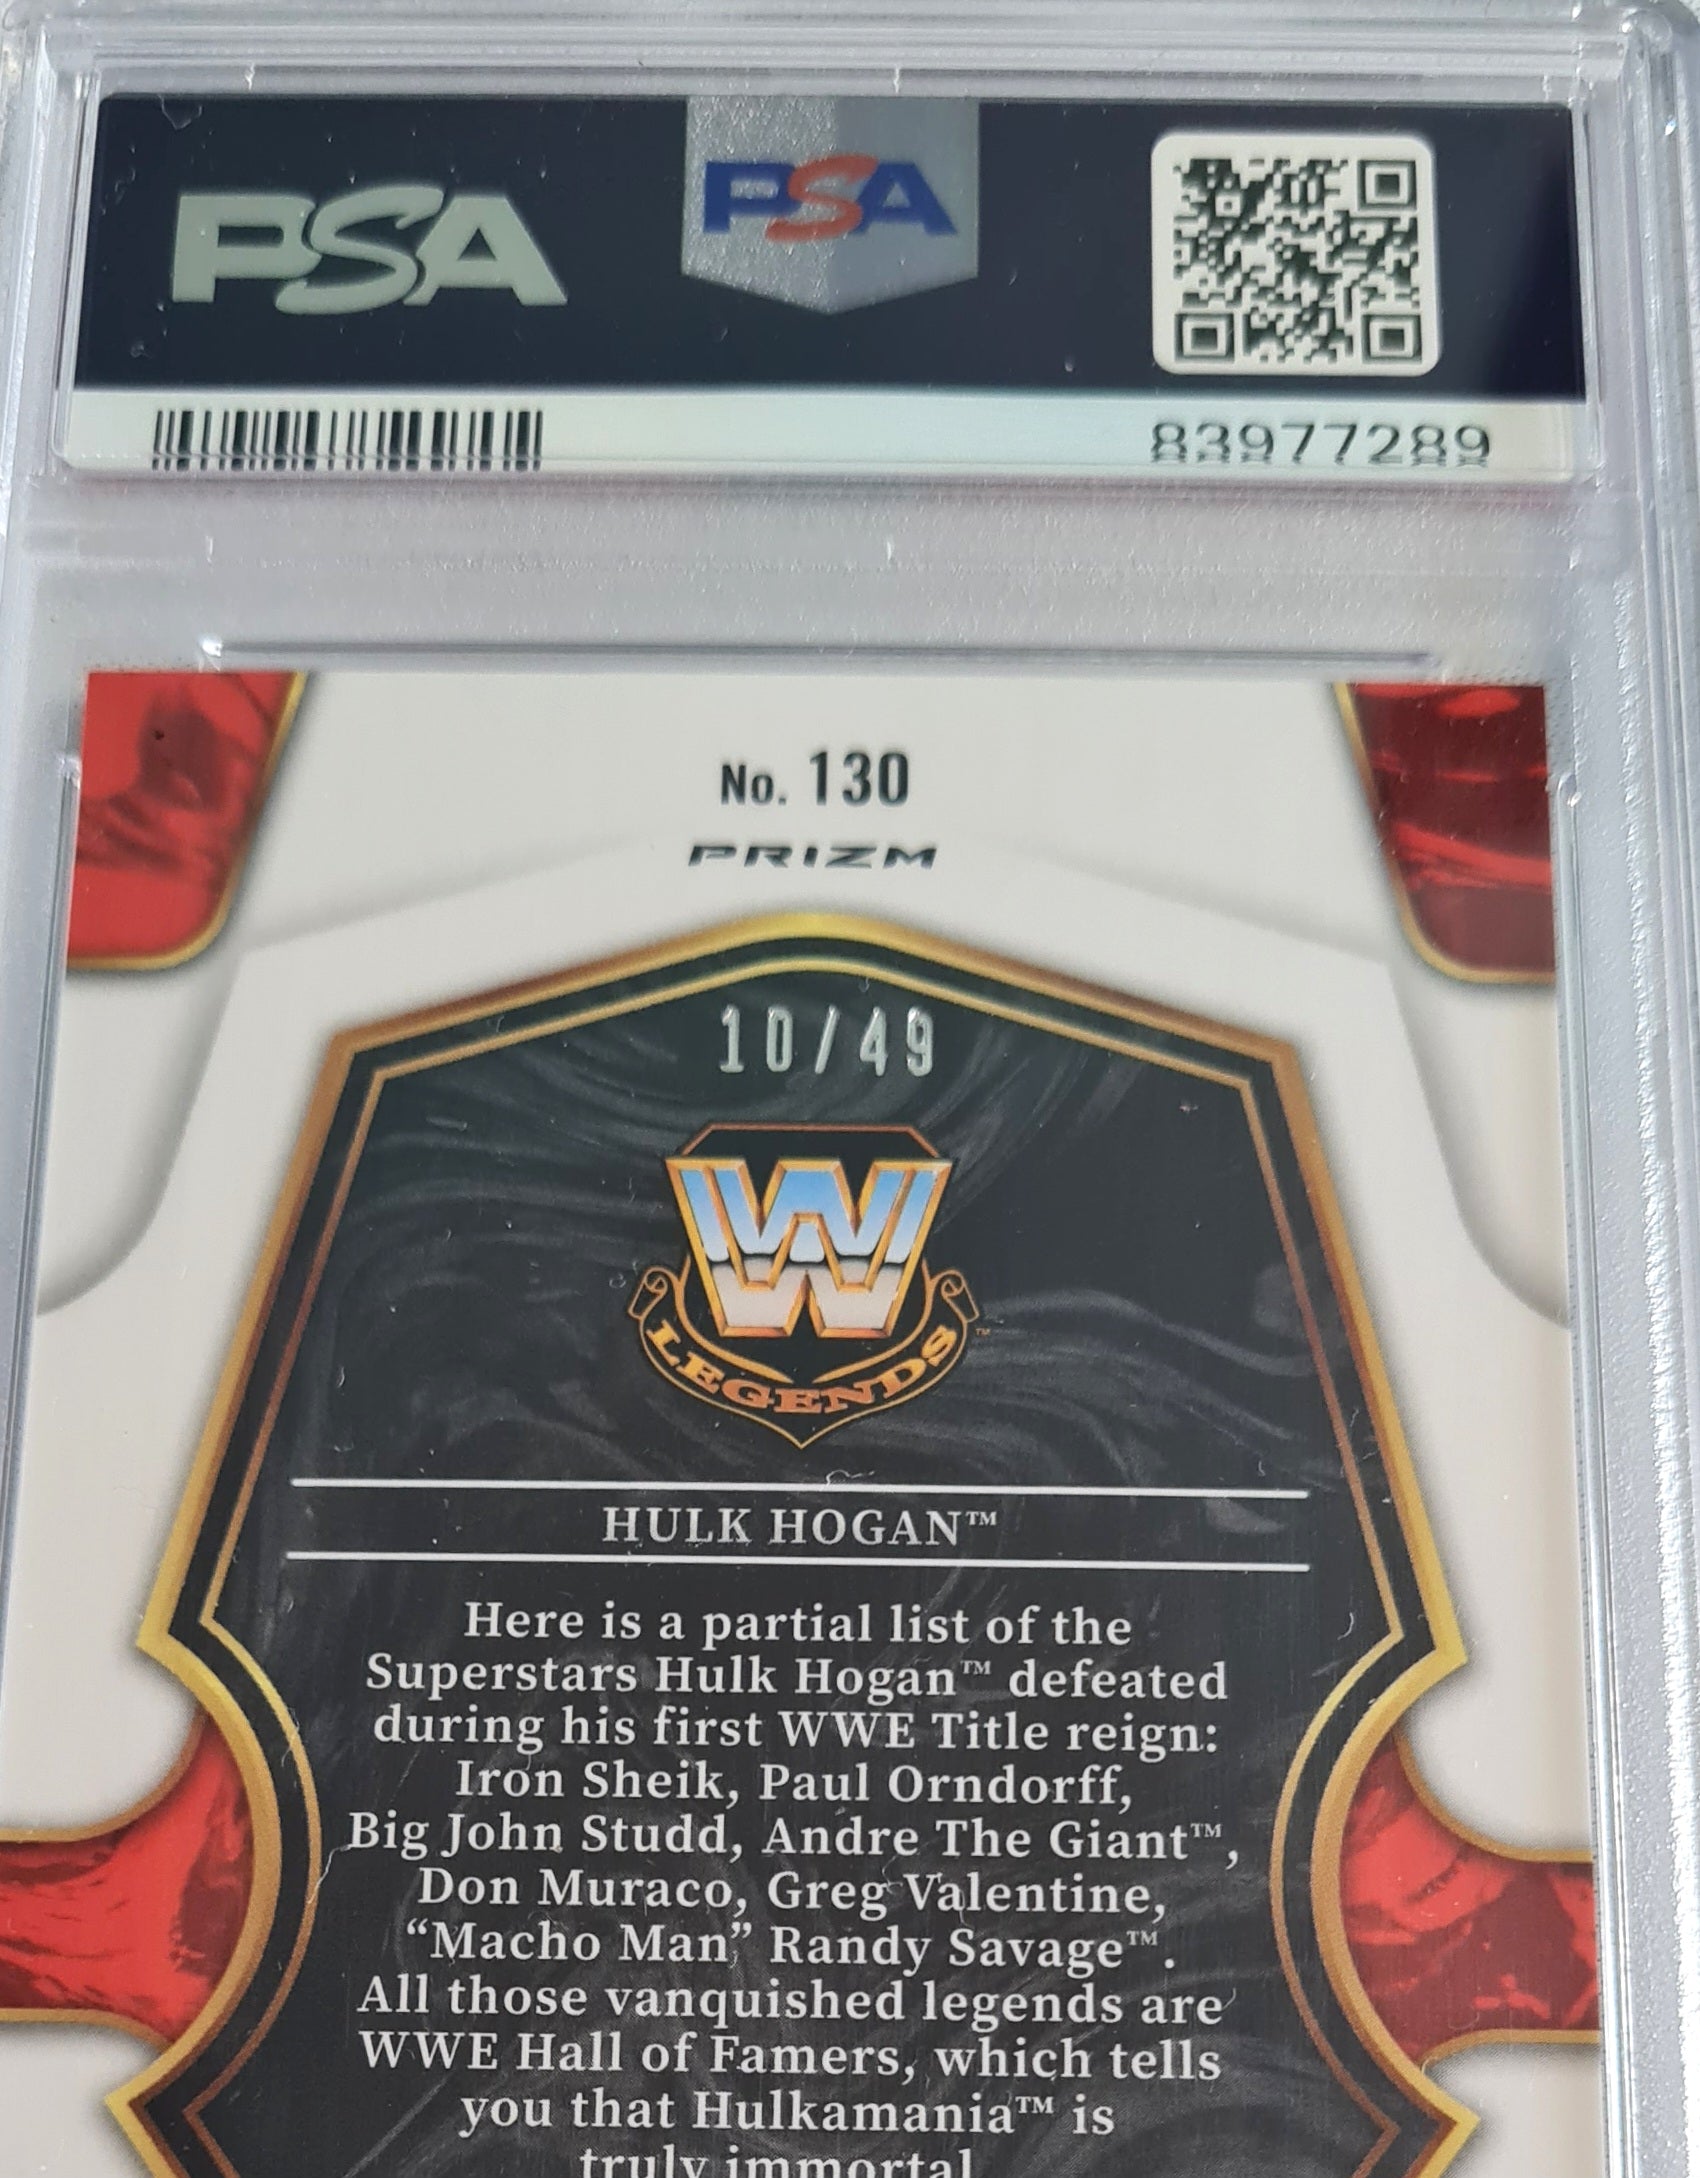 PSA
PSA
83977289
No. 130
PRIZM
10/49
W
LEGENDS™
HULK HOGAN™
Here is a partial list of the
Superstars Hulk Hogan™ defeated
during his first WWE Title reign:
Iron Sheik, Paul Orndorff,
Big John Studd, Andre The Giant™,
Don Muraco, Greg Valentine,
“Macho Man” Randy Savage™.
All those vanquished legends are
WWE Hall of Famers, which tells
you that Hulkamania™ is
truly immortal